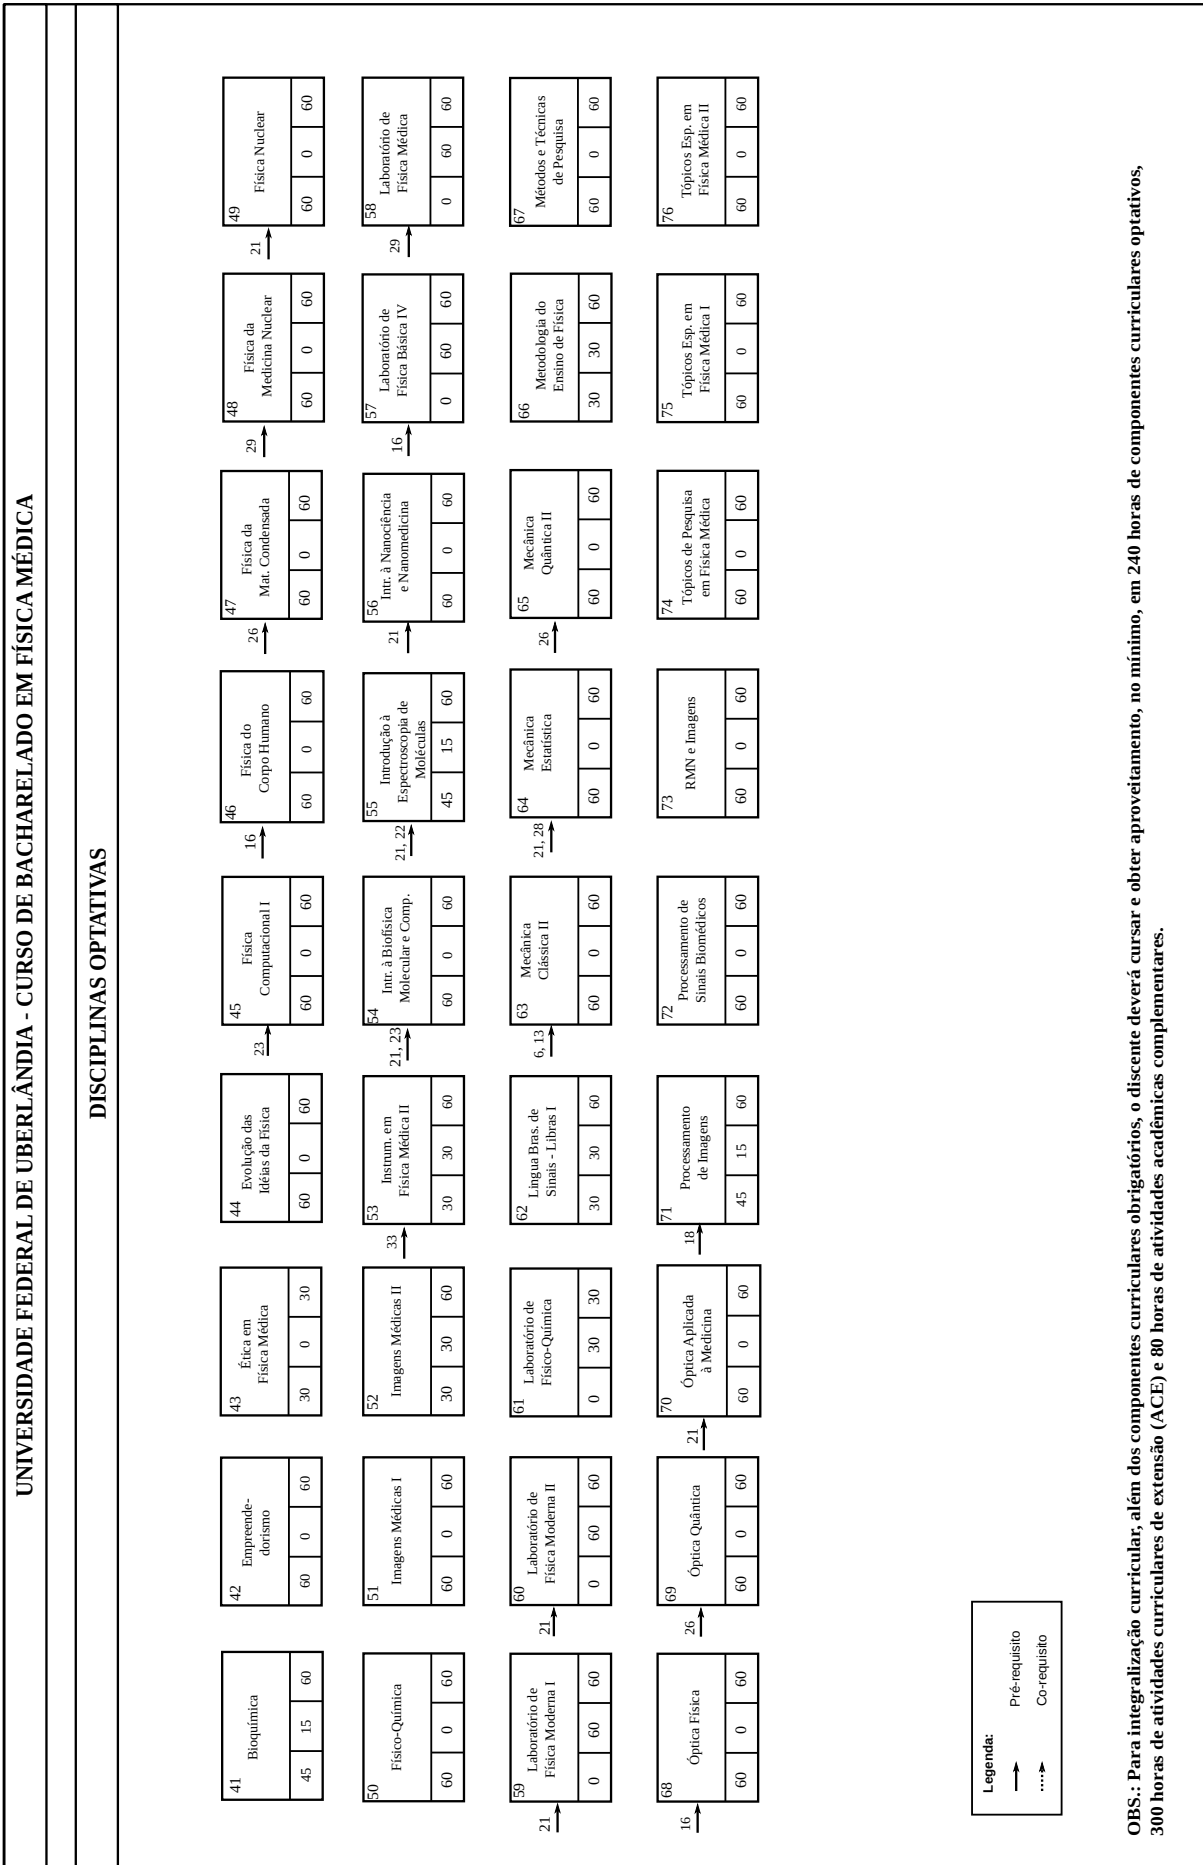 UNIVERSIDADE FEDERAL DE UBERLÂNDIA - CURSO DE BACHARELADO EM FÍSICA MÉDICA
DISCIPLINAS OPTATIVAS
41
Bioquímica
45 15 60
42
Empreende-
dorismo
60 0 60
43
Ética em
Física Médica
30 0 30
44
Evolução das
Idéias da Física
60 0 60
23
45
Física
Computacional I
60 0 60
16
46
Física do
Corpo Humano
60 0 60
26
47
Física da
Mat. Condensada
60 0 60
29
48
Física da
Medicina Nuclear
60 0 60
21
49
Física Nuclear
60 0 60
50
Físico-Química
60 0 60
51
Imagens Médicas I
60 0 60
52
Imagens Médicas II
30 30 60
33
53
Instrum. em
Física Médica II
30 30 60
21, 23
54
Intr. à Biofísica
Molecular e Comp.
60 0 60
21, 22
55
Introdução à
Espectroscopia de
Moléculas
45 15 60
21
56
Intr. à Nanociência
e Nanomedicina
60 0 60
16
57
Laboratório de
Física Básica IV
0 60 60
29
58
Laboratório de
Física Médica
0 60 60
21
59
Laboratório de
Física Moderna I
0 60 60
21
60
Laboratório de
Física Moderna II
0 60 60
61
Laboratório de
Físico-Química
0 30 30
62
Lingua Bras. de
Sinais - Libras I
30 30 60
6, 13
63
Mecânica
Clássica II
60 0 60
21, 28
64
Mecânica
Estatística
60 0 60
26
65
Mecânica
Quântica II
60 0 60
66
Metodologia do
Ensino de Física
30 30 60
67
Métodos e Técnicas
de Pesquisa
60 0 60
16
68
Óptica Física
60 0 60
26
69
Óptica Quântica
60 0 60
21
70
Óptica Aplicada
à Medicina
60 0 60
18
71
Processamento
de Imagens
45 15 60
72
Processamento de
Sinais Biomédicos
60 0 60
73
RMN e Imagens
60 0 60
74
Tópicos de Pesquisa
em Física Médica
60 0 60
75
Tópicos Esp. em
Física Médica I
60 0 60
76
Tópicos Esp. em
Física Médica II
60 0 60
Legenda:
Pré-requisito
Co-requisito
OBS.: Para integralização curricular, além dos componentes curriculares obrigatórios, o discente deverá cursar e obter aproveitamento, no mínimo, em 240 horas de componentes curriculares optativos,
300 horas de atividades curriculares de extensão (ACE) e 80 horas de atividades acadêmicas complementares.